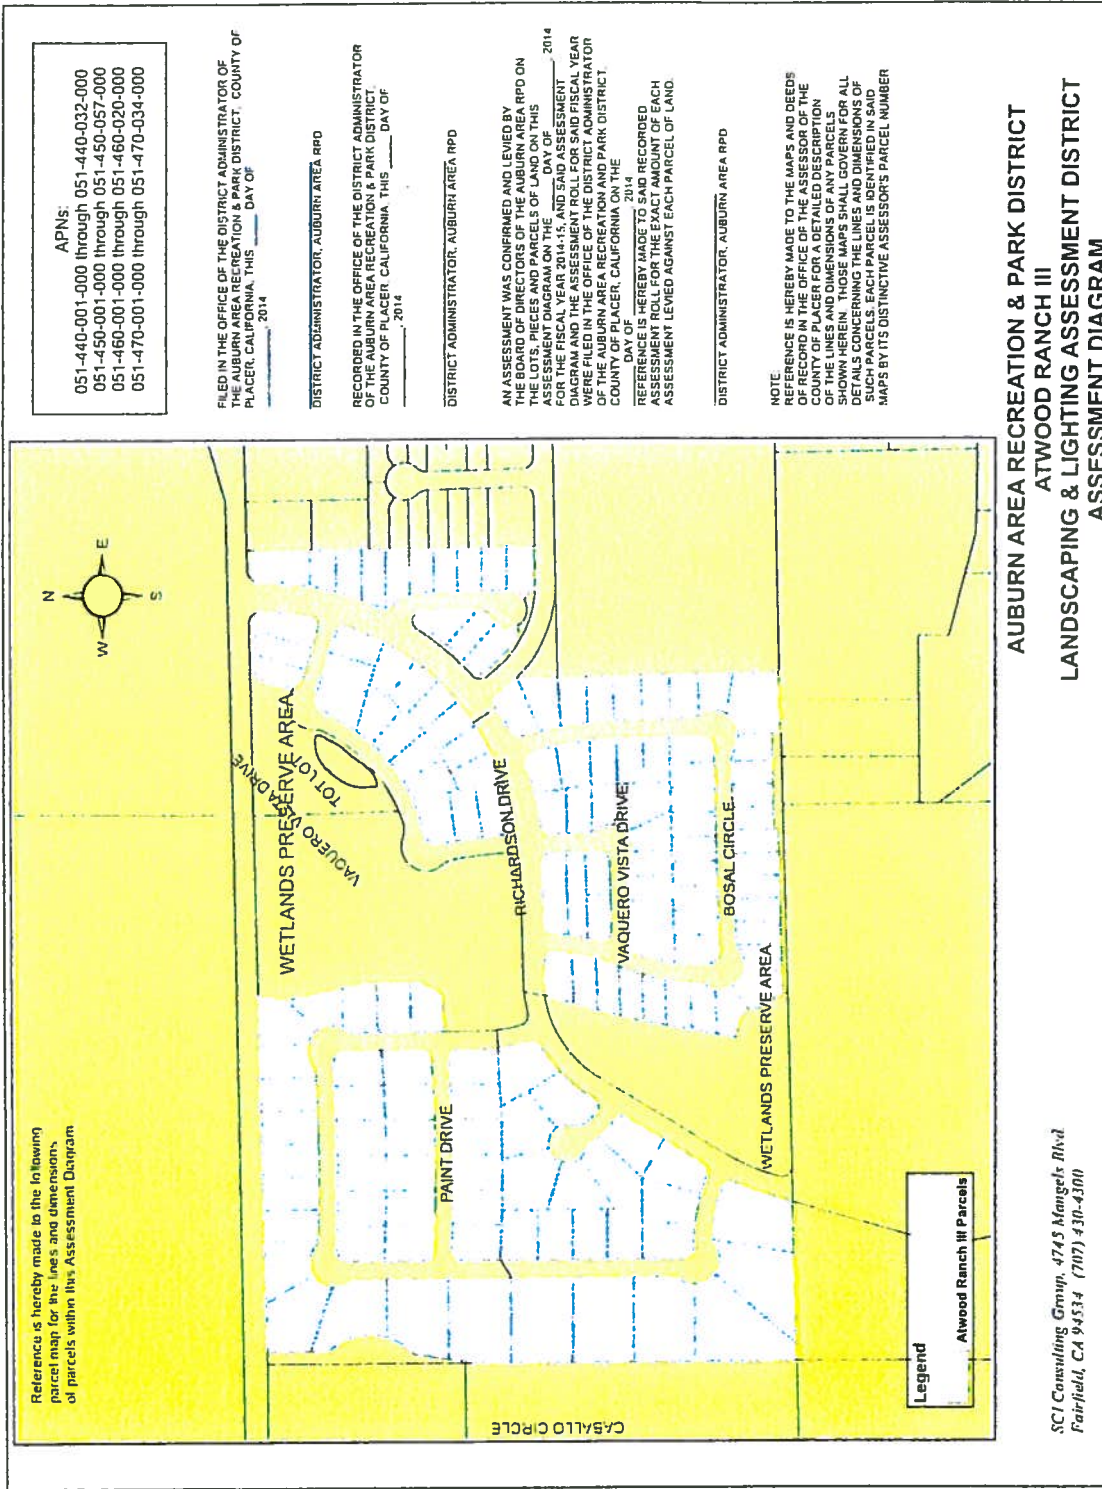 Reference is hereby made to the following
parcel map for the lines and dimensions
of parcels within this Assessment Diagram
N
W
E
S
WETLANDS PRESERVE AREA
VAQUERO VISTA DRIVE
TOT LOT
RICHARDSON DRIVE
PAINT DRIVE
VAQUERO VISTA DRIVE
BOSAL CIRCLE
WETLANDS PRESERVE AREA
CABALLO CIRCLE
Legend
Atwood Ranch III Parcels
APNs:
051-440-001-000 through 051-440-032-000
051-450-001-000 through 051-450-057-000
051-460-001-000 through 051-460-020-000
051-470-001-000 through 051-470-034-000
FILED IN THE OFFICE OF THE DISTRICT ADMINISTRATOR OF
THE AUBURN AREA RECREATION & PARK DISTRICT, COUNTY OF
PLACER, CALIFORNIA, THIS ____ DAY OF
________, 2014
DISTRICT ADMINISTRATOR, AUBURN AREA RPD
RECORDED IN THE OFFICE OF THE DISTRICT ADMINISTRATOR
OF THE AUBURN AREA RECREATION & PARK DISTRICT,
COUNTY OF PLACER, CALIFORNIA, THIS ____ DAY OF
________, 2014
DISTRICT ADMINISTRATOR, AUBURN AREA RPD
AN ASSESSMENT WAS CONFIRMED AND LEVIED BY
THE BOARD OF DIRECTORS OF THE AUBURN AREA RPD ON
THE LOTS, PIECES AND PARCELS OF LAND ON THIS
ASSESSMENT DIAGRAM ON THE ____ DAY OF ________, 2014
FOR THE FISCAL YEAR 2014-15, AND SAID ASSESSMENT
DIAGRAM AND THE ASSESSMENT ROLL FOR SAID FISCAL YEAR
WERE FILED IN THE OFFICE OF THE DISTRICT ADMINISTRATOR
OF THE AUBURN AREA RECREATION AND PARK DISTRICT,
COUNTY OF PLACER, CALIFORNIA ON THE
____ DAY OF ________, 2014
REFERENCE IS HEREBY MADE TO SAID RECORDED
ASSESSMENT ROLL FOR THE EXACT AMOUNT OF EACH
ASSESSMENT LEVIED AGAINST EACH PARCEL OF LAND.
DISTRICT ADMINISTRATOR, AUBURN AREA RPD
NOTE:
REFERENCE IS HEREBY MADE TO THE MAPS AND DEEDS
OF RECORD IN THE OFFICE OF THE ASSESSOR OF THE
COUNTY OF PLACER FOR A DETAILED DESCRIPTION
OF THE LINES AND DIMENSIONS OF ANY PARCELS
SHOWN HEREIN. THOSE MAPS SHALL GOVERN FOR ALL
DETAILS CONCERNING THE LINES AND DIMENSIONS OF
SUCH PARCELS. EACH PARCEL IS IDENTIFIED IN SAID
MAPS BY ITS DISTINCTIVE ASSESSOR'S PARCEL NUMBER
AUBURN AREA RECREATION & PARK DISTRICT
ATWOOD RANCH III
LANDSCAPING & LIGHTING ASSESSMENT DISTRICT
ASSESSMENT DIAGRAM
SCI Consulting Group, 4745 Mangels Blvd.
Fairfield, CA 94534 (707) 430-4300